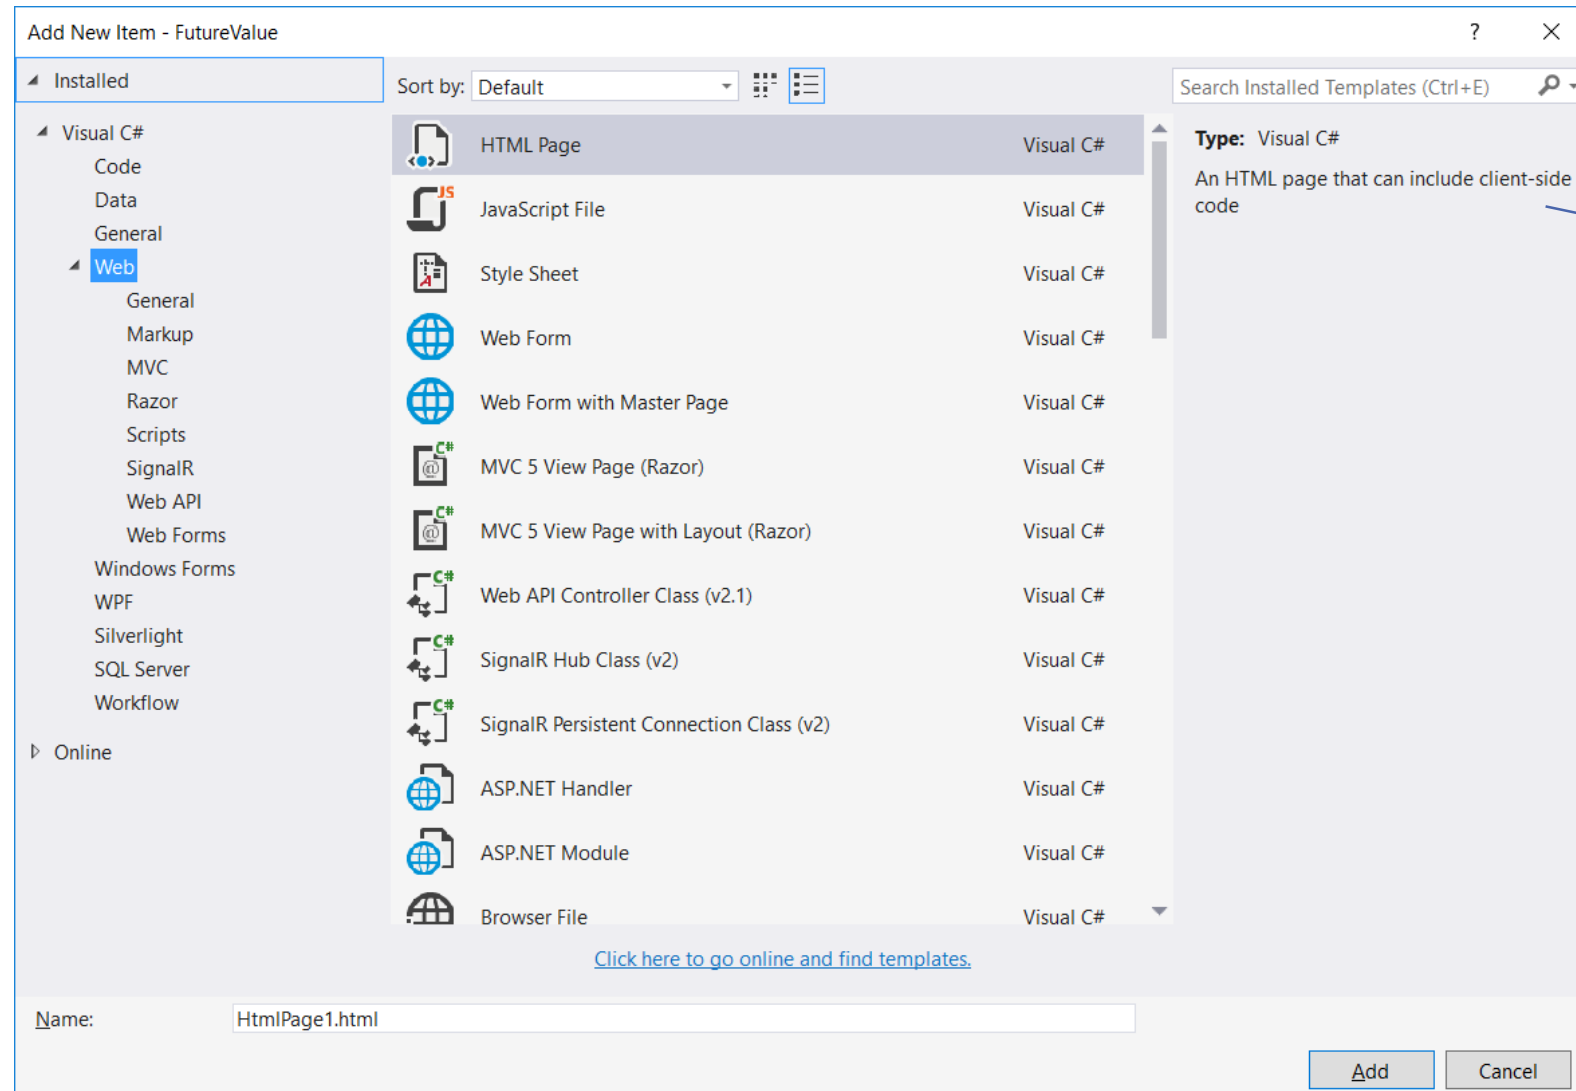 Add New Item - FutureValue
?
Installed
Sort by: Default
Search Installed Templates (Ctrl+E)
Visual C#
Code
Data
General
Web
General
Markup
MVC
Razor
Scripts
SignalR
Web API
Web Forms
Windows Forms
WPF
Silverlight
SQL Server
Workflow
Online
HTML Page Visual C#
JS
JavaScript File Visual C#
A
Style Sheet Visual C#
Web Form Visual C#
Web Form with Master Page Visual C#
C#
@
MVC 5 View Page (Razor) Visual C#
C#
@
MVC 5 View Page with Layout (Razor) Visual C#
C#
Web API Controller Class (v2.1) Visual C#
C#
SignalR Hub Class (v2) Visual C#
C#
SignalR Persistent Connection Class (v2) Visual C#
ASP.NET Handler Visual C#
ASP.NET Module Visual C#
Browser File Visual C#
Type: Visual C#
An HTML page that can include client-side
code
Click here to go online and find templates.
Name: HtmlPage1.html
Add Cancel